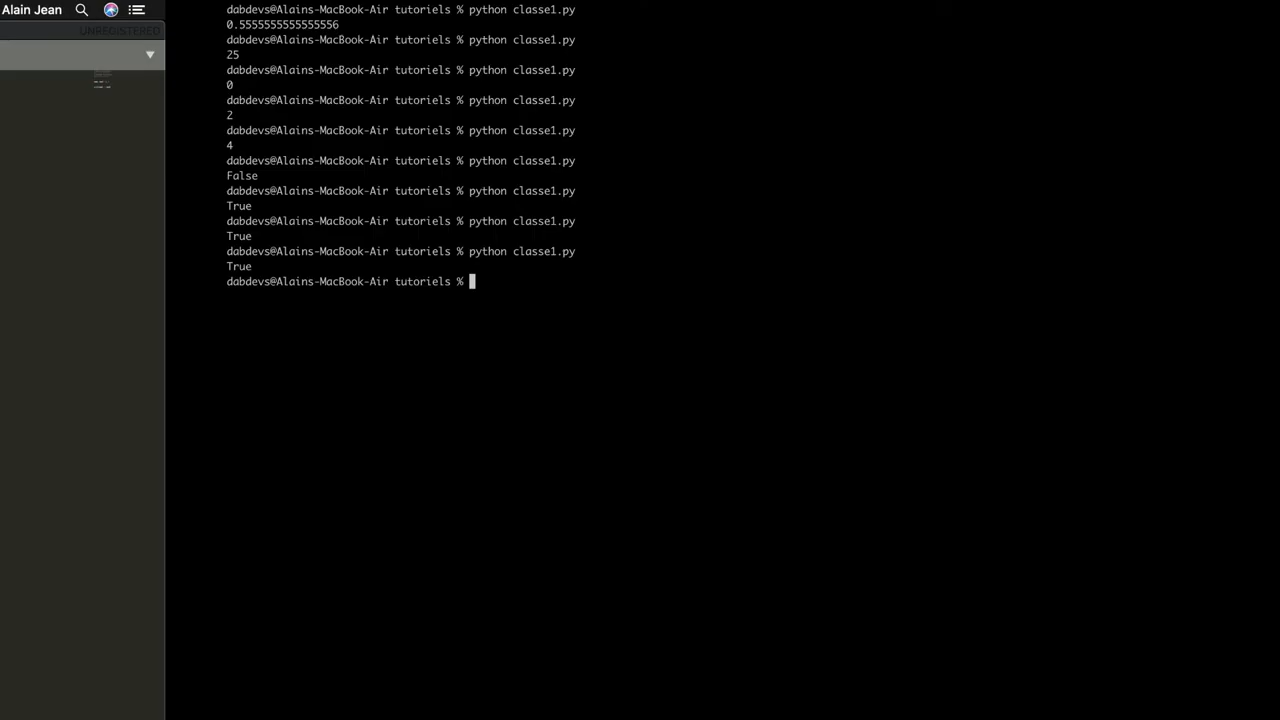 Alain Jean
UNREGISTERED
dabdevs@Alains-MacBook-Air tutoriels % python classe1.py
0.5555555555555556
dabdevs@Alains-MacBook-Air tutoriels % python classe1.py
25
dabdevs@Alains-MacBook-Air tutoriels % python classe1.py
0
dabdevs@Alains-MacBook-Air tutoriels % python classe1.py
2
dabdevs@Alains-MacBook-Air tutoriels % python classe1.py
4
dabdevs@Alains-MacBook-Air tutoriels % python classe1.py
False
dabdevs@Alains-MacBook-Air tutoriels % python classe1.py
True
dabdevs@Alains-MacBook-Air tutoriels % python classe1.py
True
dabdevs@Alains-MacBook-Air tutoriels % python classe1.py
True
dabdevs@Alains-MacBook-Air tutoriels %